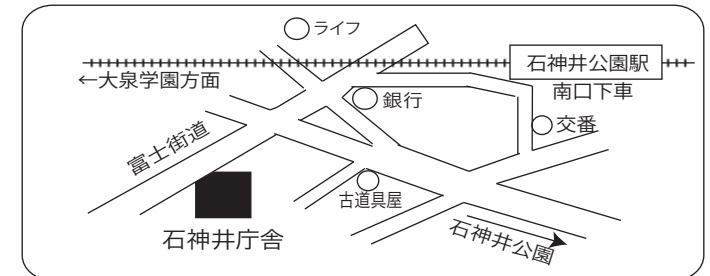 ライフ
石神井公園駅
←大泉学園方面
南口下車
銀行
交番
富士街道
古道具屋
石神井庁舎
石神井公園